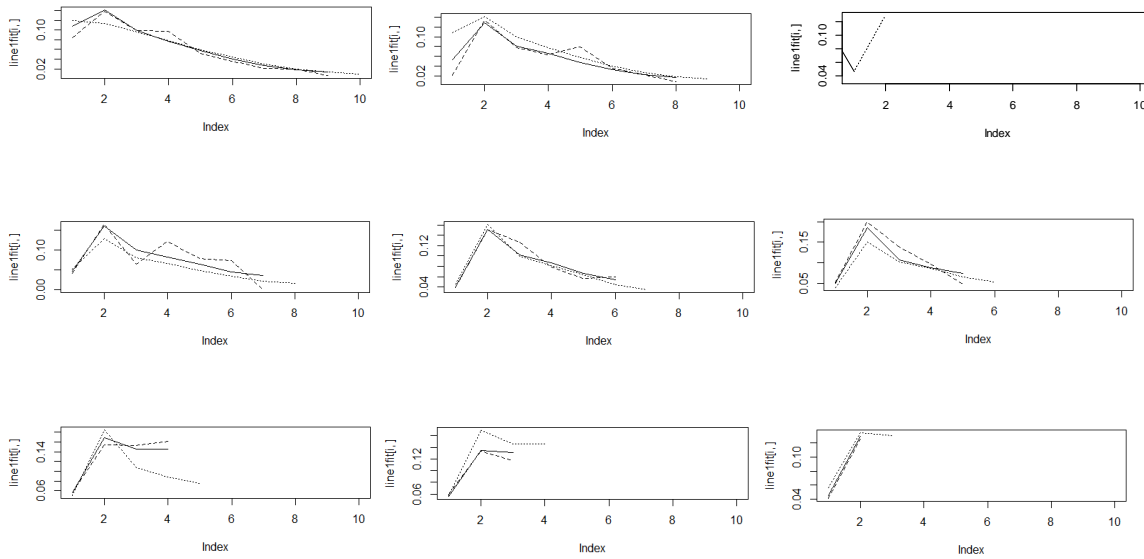 line1fit[i, ]
0.02 0.10
2 4 6 8 10
Index
line1fit[i, ]
0.02 0.10
2 4 6 8 10
Index
line1fit[i, ]
0.04 0.10
2 4 6 8 10
Index
line1fit[i, ]
0.00 0.10
2 4 6 8 10
Index
line1fit[i, ]
0.04 0.12
2 4 6 8 10
Index
line1fit[i, ]
0.05 0.15
2 4 6 8 10
Index
line1fit[i, ]
0.06 0.14
2 4 6 8 10
Index
line1fit[i, ]
0.06 0.12
2 4 6 8 10
Index
line1fit[i, ]
0.04 0.10
2 4 6 8 10
Index